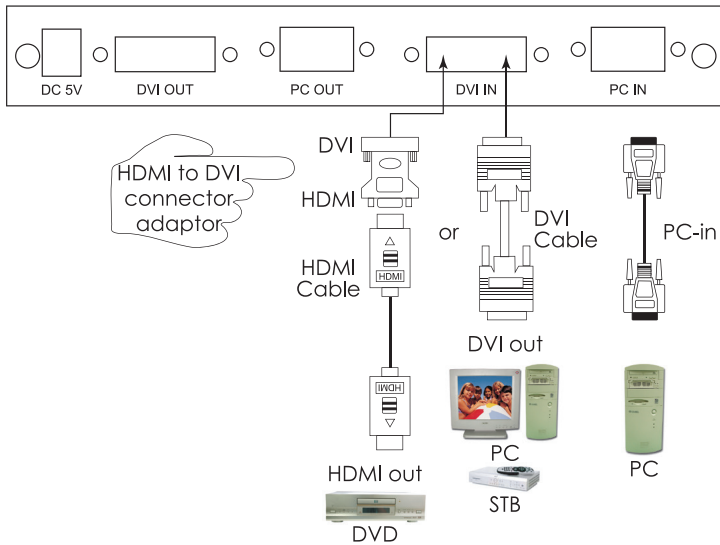 DC 5V
DVI OUT
PC OUT
DVI IN
PC IN
DVI
HDMI to DVI
connector
adaptor
HDMI
HDMI
Cable
HDMI
or
DVI
Cable
PC-in
HDMI
DVI out
HDMI out
PC
STB
PC
DVD